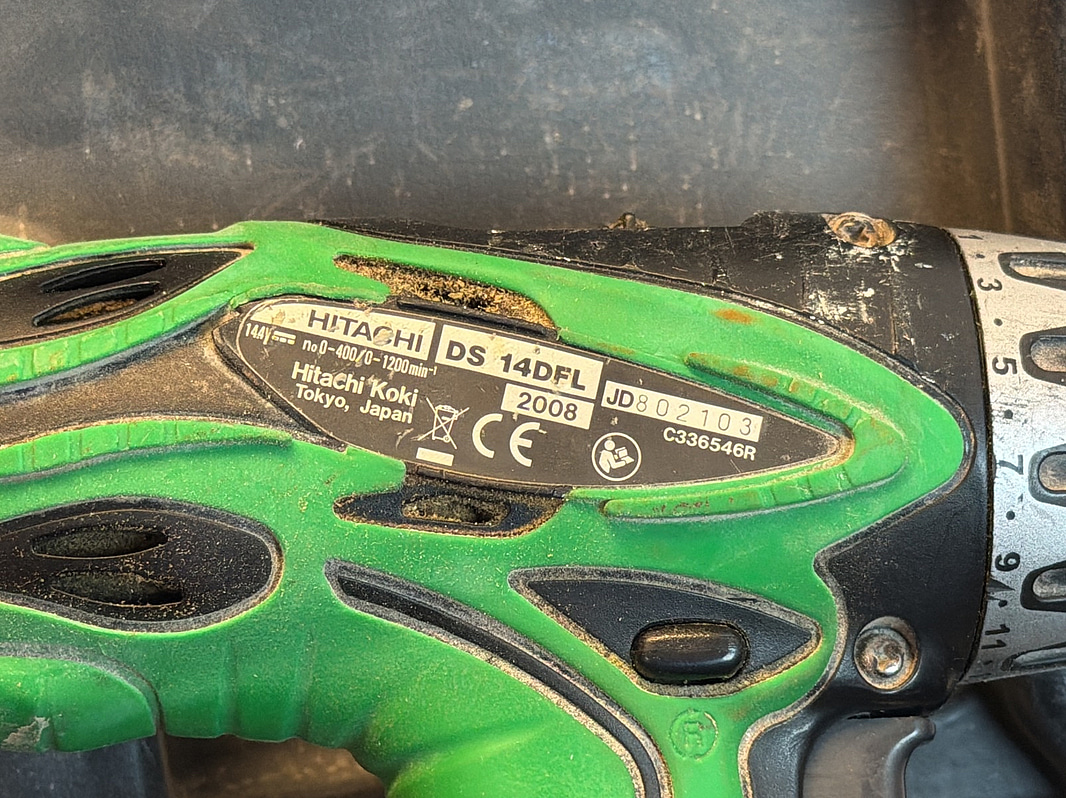 HITACHI
14.4V
no0-400/0-1200min-1
Hitachi Koki
Tokyo, Japan
DS 14DFL
2008
CE
JD802103
C336546R
R
3
5
7
9
11